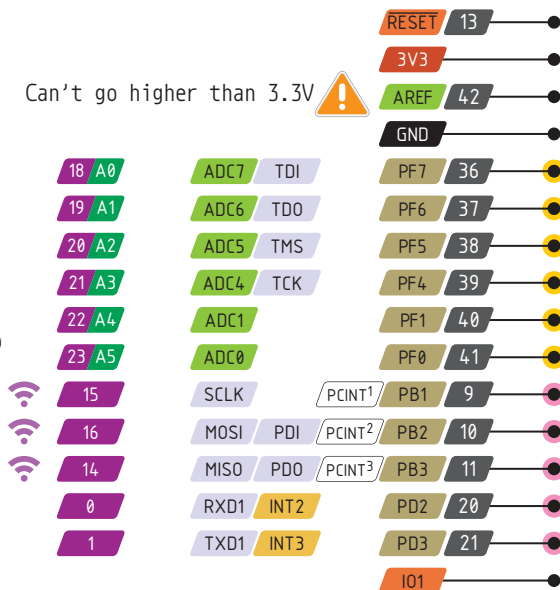 RESET 13
3V3
Can't go higher than 3.3V AREF 42
GND
18 A0 ADC7 TDI PF7 36
19 A1 ADC6 TDO PF6 37
20 A2 ADC5 TMS PF5 38
21 A3 ADC4 TCK PF4 39
22 A4 ADC1 PF1 40
23 A5 ADC0 PF0 41
15 SCLK PCINT1 PB1 9
16 MOSI PDI PCINT2 PB2 10
14 MISO PDO PCINT3 PB3 11
0 RXD1 INT2 PD2 20
1 TXD1 INT3 PD3 21
IO1